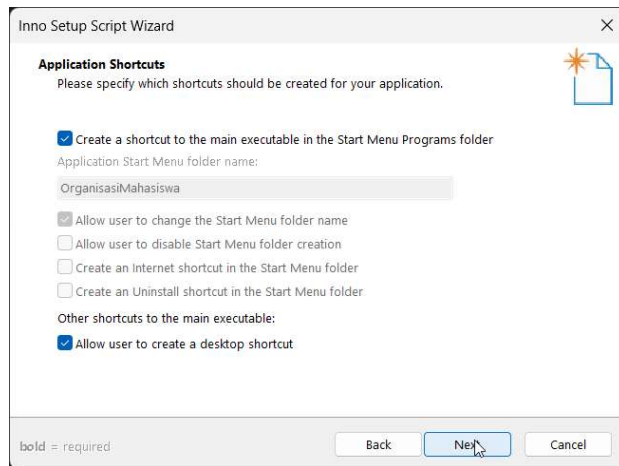 Inno Setup Script Wizard
Application Shortcuts
Please specify which shortcuts should be created for your application.
Create a shortcut to the main executable in the Start Menu Programs folder
Application Start Menu folder name:
OrganisasiMahasiswa
Allow user to change the Start Menu folder name
Allow user to disable Start Menu folder creation
Create an Internet shortcut in the Start Menu folder
Create an Uninstall shortcut in the Start Menu folder
Other shortcuts to the main executable:
Allow user to create a desktop shortcut
bold = required
Back
Next
Cancel